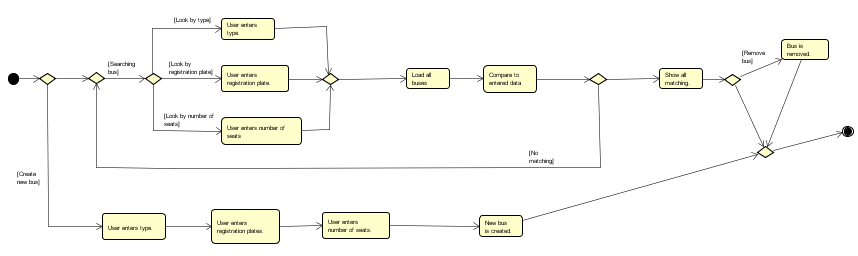 [Look by type]
User enters
type.
[Searching
bus]
[Look by
registration plate]
User enters
registration plate.
[Look by number of
seats]
User enters number of
seats
Load all
buses
Compare to
entered data
Show all
matching.
[Remove
bus]
Bus is
removed.
[No
matching]
[Create
new bus]
User enters type.
User enters
registration plates.
User enters
number of seats.
New bus
is created.